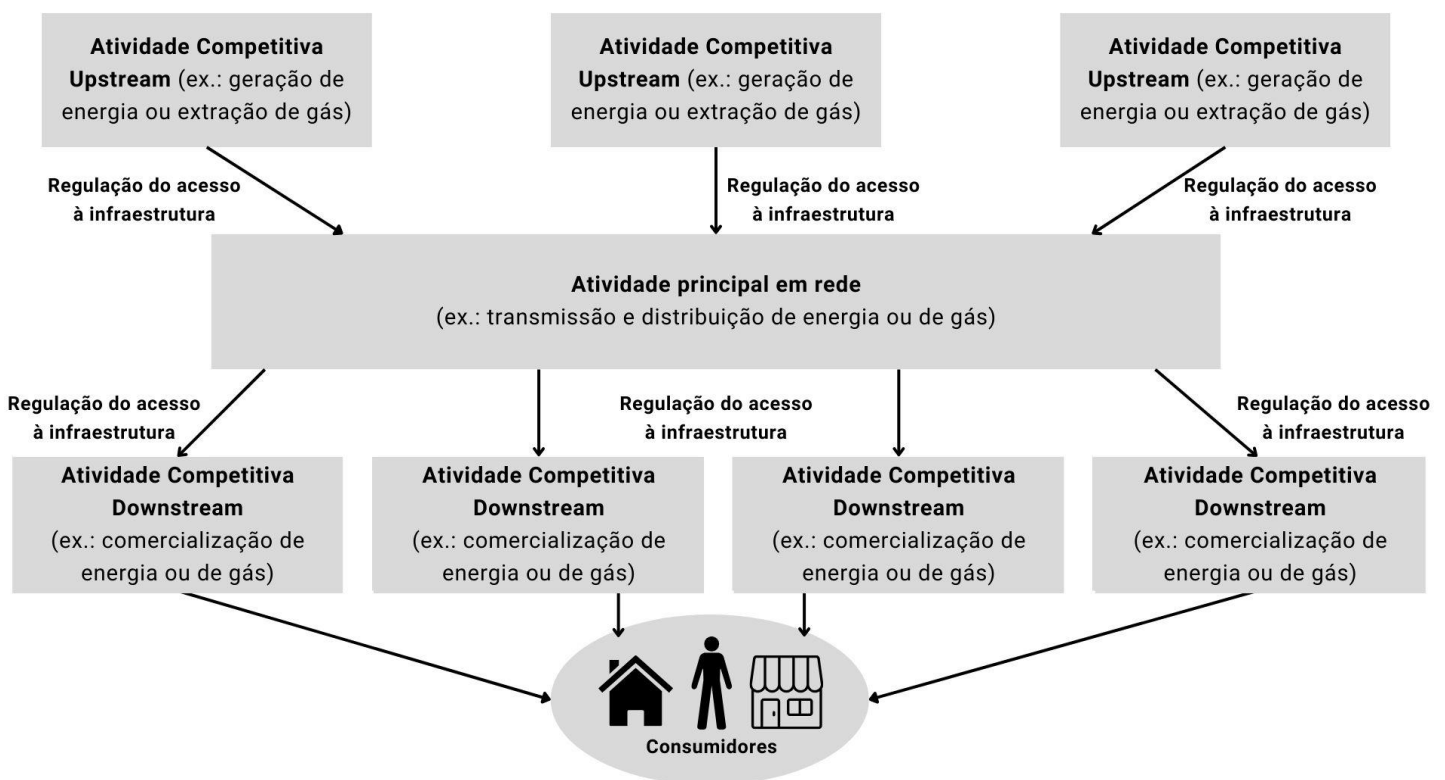 Atividade Competitiva
Upstream (ex.: geração de
energia ou extração de gás)
Atividade Competitiva
Upstream (ex.: geração de
energia ou extração de gás)
Atividade Competitiva
Upstream (ex.: geração de
energia ou extração de gás)
Regulação do acesso
à infraestrutura
Regulação do acesso
à infraestrutura
Regulação do acesso
à infraestrutura
Atividade principal em rede
(ex.: transmissão e distribuição de energia ou de gás)
Regulação do acesso
à infraestrutura
Regulação do acesso
à infraestrutura
Regulação do acesso
à infraestrutura
Atividade Competitiva
Downstream
(ex.: comercialização de
energia ou de gás)
Atividade Competitiva
Downstream
(ex.: comercialização de
energia ou de gás)
Atividade Competitiva
Downstream
(ex.: comercialização de
energia ou de gás)
Atividade Competitiva
Downstream
(ex.: comercialização de
energia ou de gás)
Consumidores